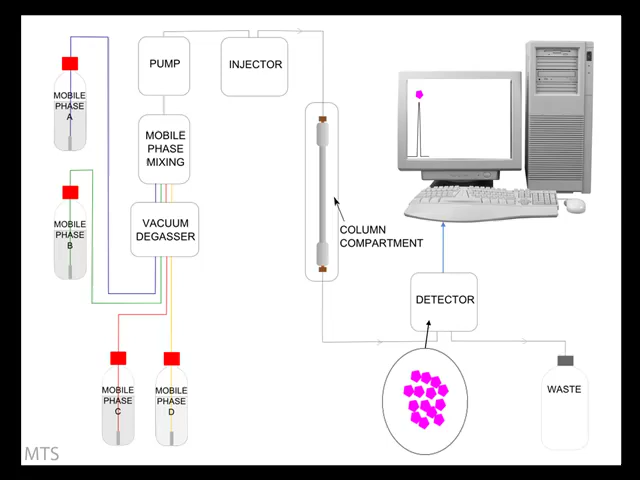 MOBILE
PHASE
A
PUMP
INJECTOR
MOBILE
PHASE
MIXING
MOBILE
PHASE
B
VACUUM
DEGASSER
COLUMN
COMPARTMENT
DETECTOR
MOBILE
PHASE
C
MOBILE
PHASE
D
WASTE
MTS